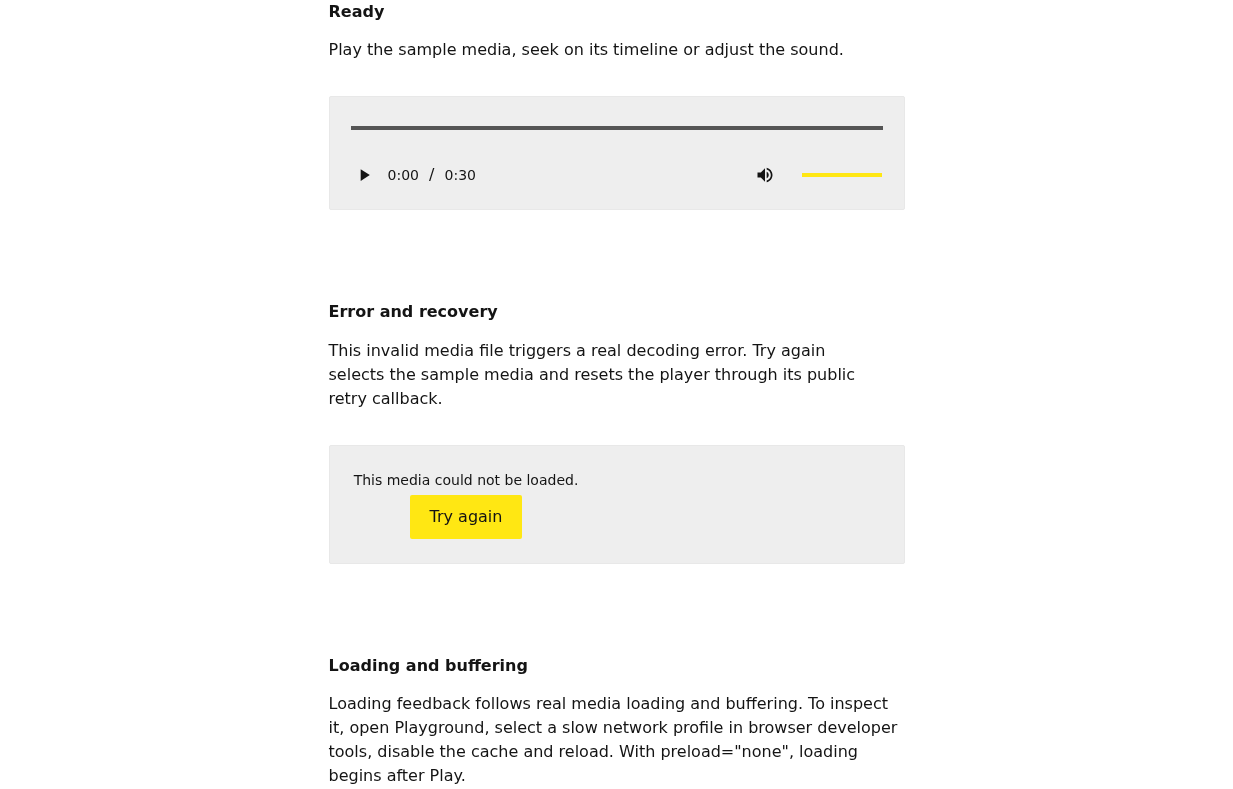 Ready
Play the sample media, seek on its timeline or adjust the sound.
0:00 / 0:30
Error and recovery
This invalid media file triggers a real decoding error. Try again
selects the sample media and resets the player through its public
retry callback.
This media could not be loaded.
Try again
Loading and buffering
Loading feedback follows real media loading and buffering. To inspect
it, open Playground, select a slow network profile in browser developer
tools, disable the cache and reload. With preload="none", loading
begins after Play.